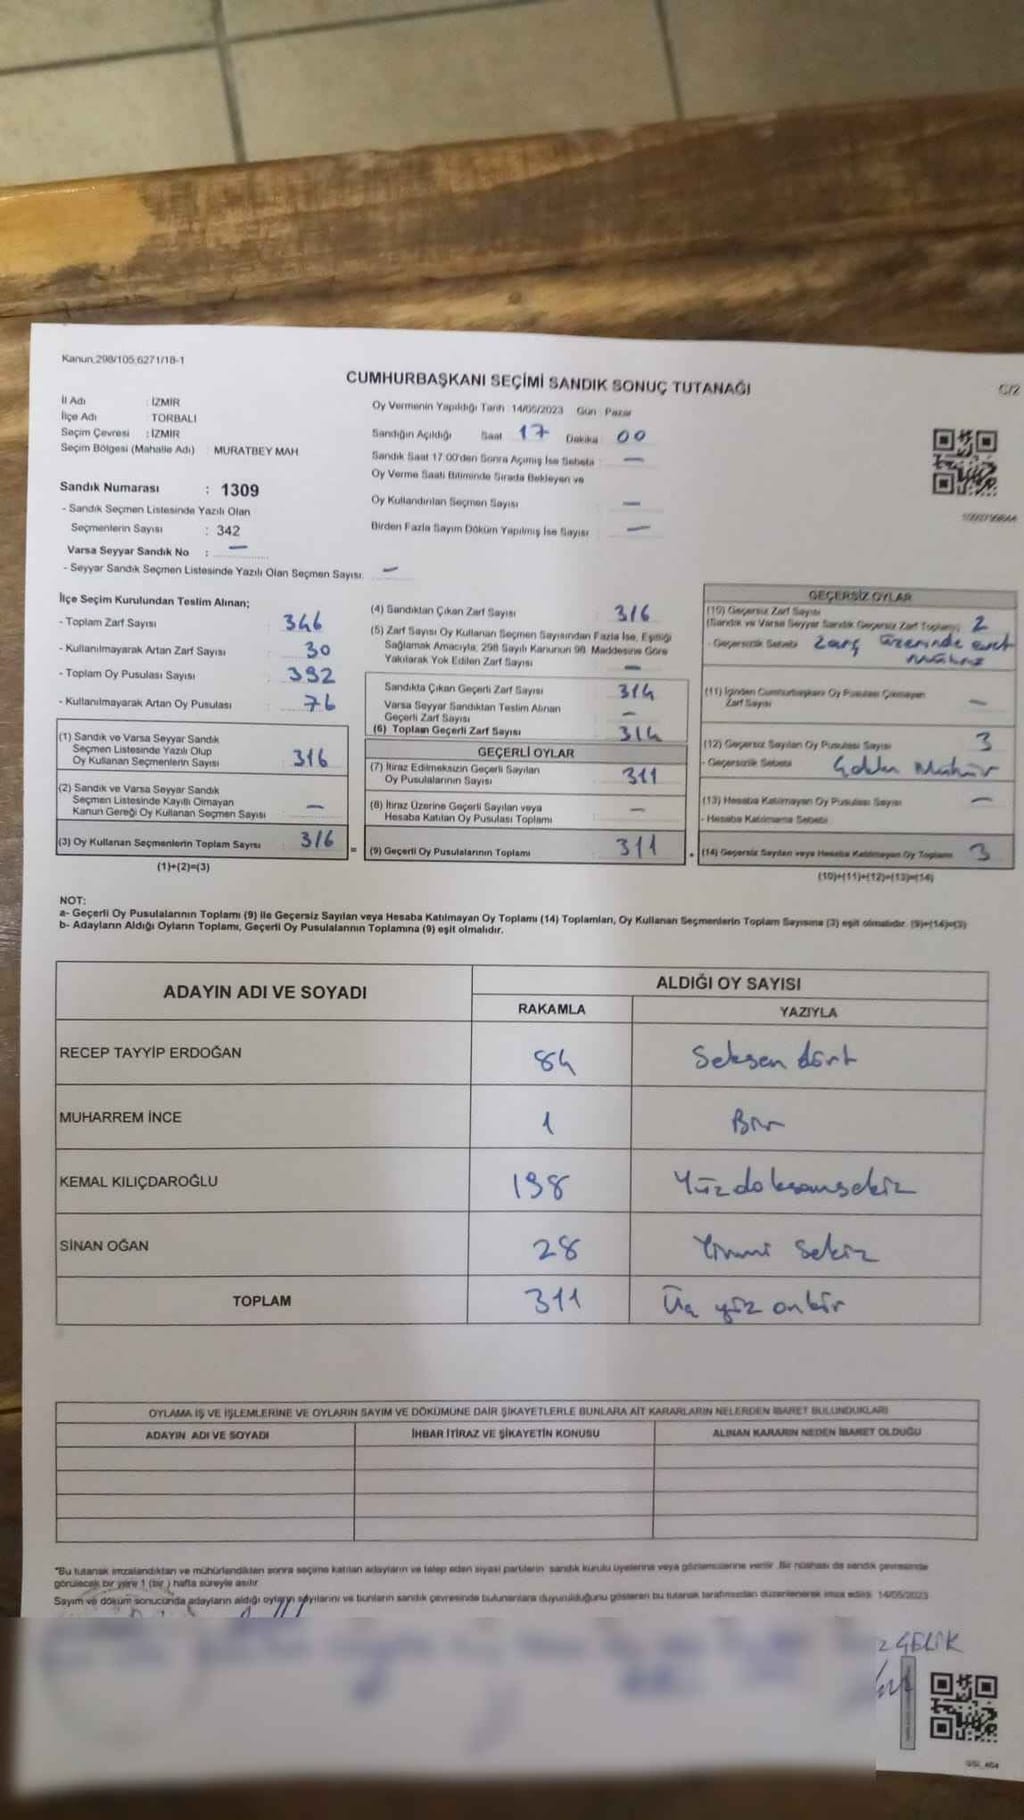 Kanun.298/105,6271/18-1
CUMHURBAŞKANI SEÇİMİ SANDIK SONUÇ TUTANAĞI
C/2
İl Adı : İZMİR
İlçe Adı : TORBALI
Seçim Çevresi : İZMİR
Seçim Bölgesi (Mahalle Adı) : MURATBEY MAH
Sandık Numarası : 1309
- Sandık Seçmen Listesinde Yazılı Olan
Seçmenlerin Sayısı : 342
Varsa Seyyar Sandık No : —
- Seyyar Sandık Seçmen Listesinde Yazılı Olan Seçmen Sayısı: —
Oy Vermenin Yapıldığı Tarih 14/05/2023 Gün Pazar
Sandığın Açıldığı Saat 17 Dakika 00
Sandık Saat 17:00'den Sonra Açımış İse Sebebi : —
Oy Verme Saati Bitiminde Sırada Bekleyen ve
Oy Kullandırılan Seçmen Sayısı : —
Birden Fazla Sayım Döküm Yapılmış İse Sayısı : —
İlçe Seçim Kurulundan Teslim Alınan;
- Toplam Zarf Sayısı : 346
- Kullanılmayarak Artan Zarf Sayısı : 30
- Toplam Oy Pusulası Sayısı : 392
- Kullanılmayarak Artan Oy Pusulası : 76
(1) Sandık ve Varsa Seyyar Sandık
Seçmen Listesinde Yazılı Olup
Oy Kullanan Seçmenlerin Sayısı : 316
(2) Sandık ve Varsa Seyyar Sandık
Seçmen Listesinde Kayıtlı Olmayan
Kanun Gereği Oy Kullanan Seçmen Sayısı : —
(3) Oy Kullanan Seçmenlerin Toplam Sayısı : 316
(1)+(2)=(3)
(4) Sandıktan Çıkan Zarf Sayısı : 316
(5) Zarf Sayısı Oy Kullanan Seçmen Sayısından Fazla İse, Eşitliği
Sağlamak Amacıyla, 298 Sayılı Kanunun 98. Maddesine Göre
Yakılarak Yok Edilen Zarf Sayısı : —
Sandıkta Çıkan Geçerli Zarf Sayısı : 314
Varsa Seyyar Sandıktan Teslim Alınan
Geçerli Zarf Sayısı : —
(6) Toplam Geçerli Zarf Sayısı : 314
GEÇERLİ OYLAR
(7) İtiraz Edilmeksizin Geçerli Sayılan
Oy Pusulalarının Sayısı : 311
(8) İtiraz Üzerine Geçerli Sayılan veya
Hesaba Katılan Oy Pusulası Toplamı : —
= (9) Geçerli Oy Pusulalarının Toplamı : 311
GEÇERSİZ OYLAR
(10) Geçersiz Zarf Sayısı
(Sandık ve Varsa Seyyar Sandık Geçersiz Zarf Toplamı) : 2
- Geçersizlik Sebebi : Zarf üzerinde evet
(11) İçinden Cumhurbaşkanı Oy Pusulası Çıkmayan
Zarf Sayısı : —
(12) Geçersiz Sayılan Oy Pusulası Sayısı : 3
- Geçersizlik Sebebi :
(13) Hesaba Katılmayan Oy Pusulası Sayısı : —
- Hesaba Katılmama Sebebi :
+ (14) Geçersiz Sayılan veya Hesaba Katılmayan Oy Toplamı : 3
(10)+(11)+(12)+(13)=(14)
NOT:
a- Geçerli Oy Pusulalarının Toplamı (9) ile Geçersiz Sayılan veya Hesaba Katılmayan Oy Toplamı (14) Toplamları, Oy Kullanan Seçmenlerin Toplam Sayısına (3) eşit olmalıdır. (9)+(14)=(3)
b- Adayların Aldığı Oyların Toplamı, Geçerli Oy Pusulalarının Toplamına (9) eşit olmalıdır.
ADAYIN ADI VE SOYADI
ALDIĞI OY SAYISI
RAKAMLA YAZIYLA
RECEP TAYYİP ERDOĞAN 84 Seksen dört
MUHARREM İNCE 1 Bir
KEMAL KILIÇDAROĞLU 198 Yüzdoksansekiz
SİNAN OĞAN 28 Yirmi Sekiz
TOPLAM 311 Üç yüz onbir
OYLAMA İŞ VE İŞLEMLERİNE VE OYLARIN SAYIM VE DÖKÜMÜNE DAİR ŞİKAYETLERLE BUNLARA AİT KARARLARIN NELERDEN İBARET BULUNDUKLARI
ADAYIN ADI VE SOYADI İHBAR İTİRAZ VE ŞİKAYETİN KONUSU ALINAN KARARIN NEDEN İBARET OLDUĞU
*Bu tutanak imzalandıktan ve mühürlendikten sonra seçime katılan adayların ve talep eden siyasi partilerin sandık kurulu üyelerine veya gözlemcilerine verilir. Bir nüshası da sandık çevresinde
görülecek bir yere 1 (bir ) hafta süreyle asılır.
Sayım ve döküm sonucunda adayların aldığı oyların sayılarını ve bunların sandık çevresinde bulunanlara duyurulduğunu gösteren bu tutanak tarafımızdan düzenlenerek imza edildi. 14/05/2023
ÇELİK